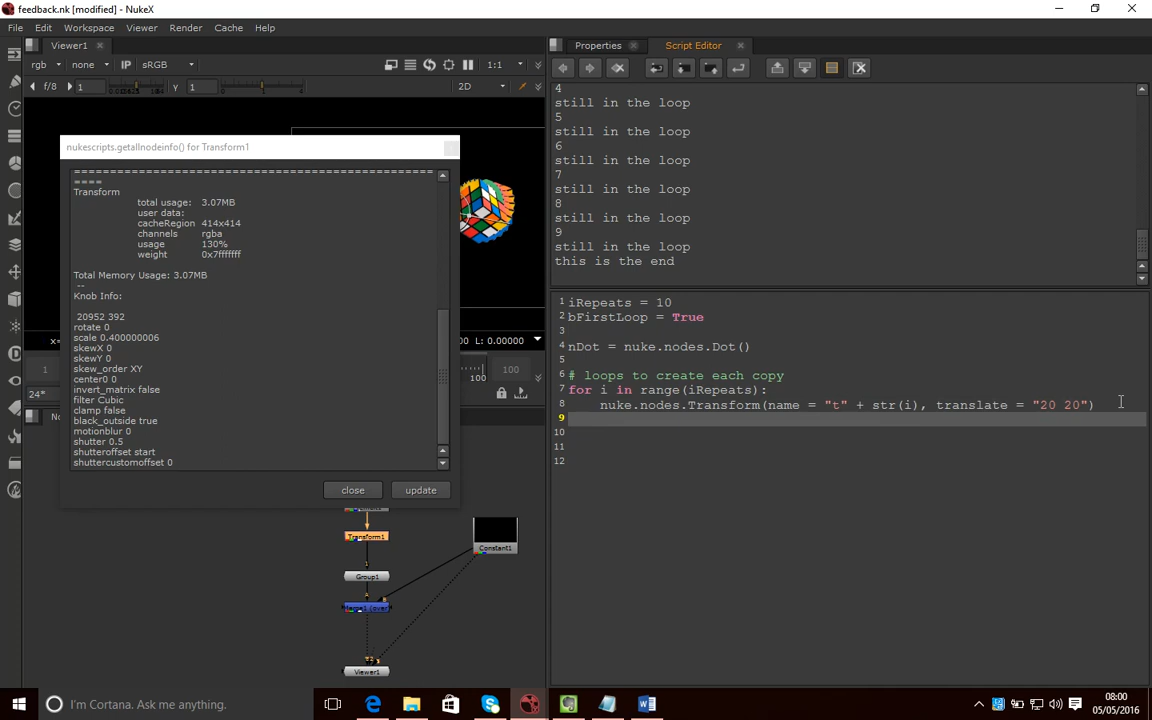 feedback.nk [modified] - NukeX
File Edit Workspace Viewer Render Cache Help
Viewer1
rgb none IP sRGB 1:1
f/8 1 γ 1 2D
Properties Script Editor
4
still in the loop
5
still in the loop
6
still in the loop
7
still in the loop
8
still in the loop
9
still in the loop
this is the end
nukescripts.getallnodeinfo() for Transform1
====================================================
====
Transform
total usage: 3.07MB
user data:
cacheRegion 414x414
channels rgba
usage 130%
weight 0x7fffffff
Total Memory Usage: 3.07MB
--
Knob Info:
20952 392
rotate 0
scale 0.400000006
skewX 0
skewY 0
skew_order XY
center0 0
invert_matrix false
filter Cubic
clamp false
black_outside true
motionblur 0
shutter 0.5
shutteroffset start
shuttercustomoffset 0
close update
x= 00 L: 0.00000
1 100 100
24*
1 iRepeats = 10
2 bFirstLoop = True
3
4 nDot = nuke.nodes.Dot()
5
6 # loops to create each copy
7 for i in range(iRepeats):
8 nuke.nodes.Transform(name = "t" + str(i), translate = "20 20")
9
10
11
12
No
Transform1
Constant1
Group1
A
Viewer1
I'm Cortana. Ask me anything.
08:00
05/05/2016